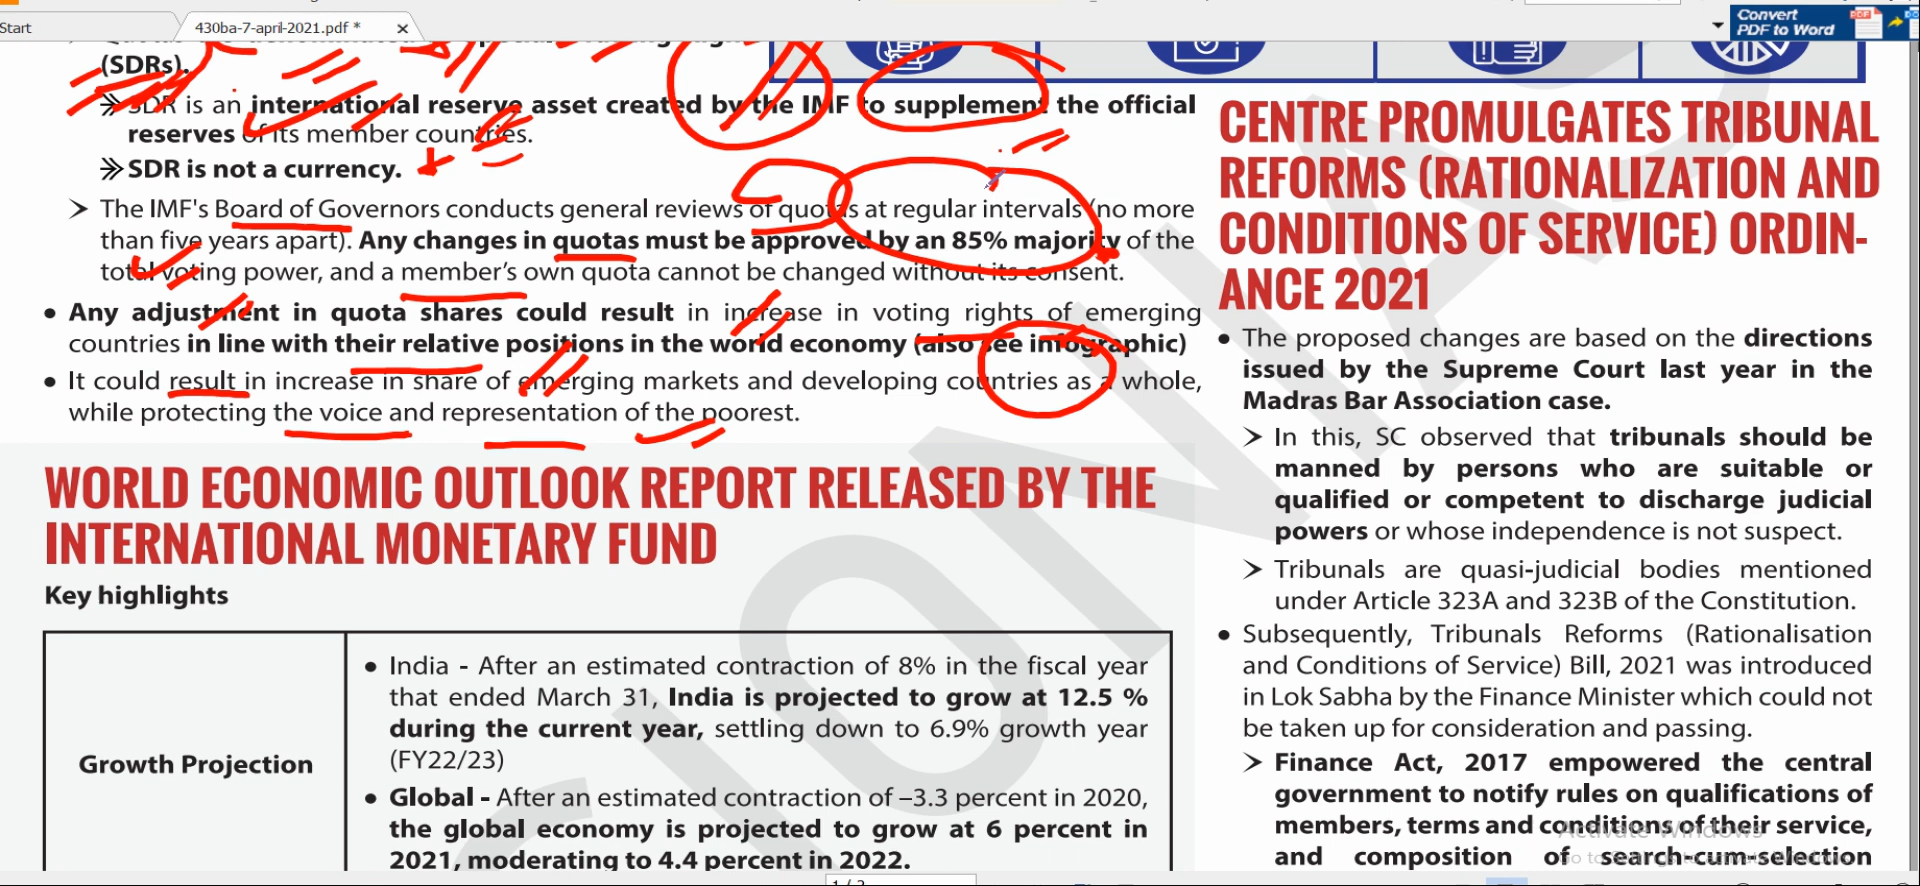 Start
430ba-7-april-2021.pdf *
Convert
PDF to Word
(SDRs).
SDR is an international reserve asset created by the IMF to supplement the official
reserves of its member countries.
SDR is not a currency.
The IMF's Board of Governors conducts general reviews of quotas at regular intervals (no more
than five years apart). Any changes in quotas must be approved by an 85% majority of the
total voting power, and a member's own quota cannot be changed without its consent.
Any adjustment in quota shares could result in increase in voting rights of emerging
countries in line with their relative positions in the world economy (also see infographic)
It could result in increase in share of emerging markets and developing countries as a whole,
while protecting the voice and representation of the poorest.
WORLD ECONOMIC OUTLOOK REPORT RELEASED BY THE
INTERNATIONAL MONETARY FUND
Key highlights
Growth Projection
India - After an estimated contraction of 8% in the fiscal year
that ended March 31, India is projected to grow at 12.5 %
during the current year, settling down to 6.9% growth year
(FY22/23)
Global - After an estimated contraction of –3.3 percent in 2020,
the global economy is projected to grow at 6 percent in
2021, moderating to 4.4 percent in 2022.
CENTRE PROMULGATES TRIBUNAL
REFORMS (RATIONALIZATION AND
CONDITIONS OF SERVICE) ORDIN-
ANCE 2021
The proposed changes are based on the directions
issued by the Supreme Court last year in the
Madras Bar Association case.
In this, SC observed that tribunals should be
manned by persons who are suitable or
qualified or competent to discharge judicial
powers or whose independence is not suspect.
Tribunals are quasi-judicial bodies mentioned
under Article 323A and 323B of the Constitution.
Subsequently, Tribunals Reforms (Rationalisation
and Conditions of Service) Bill, 2021 was introduced
in Lok Sabha by the Finance Minister which could not
be taken up for consideration and passing.
Finance Act, 2017 empowered the central
government to notify rules on qualifications of
members, terms and conditions of their service,
and composition of search-cum-selection
Activate Windows
Go to Settings to activate Windows.